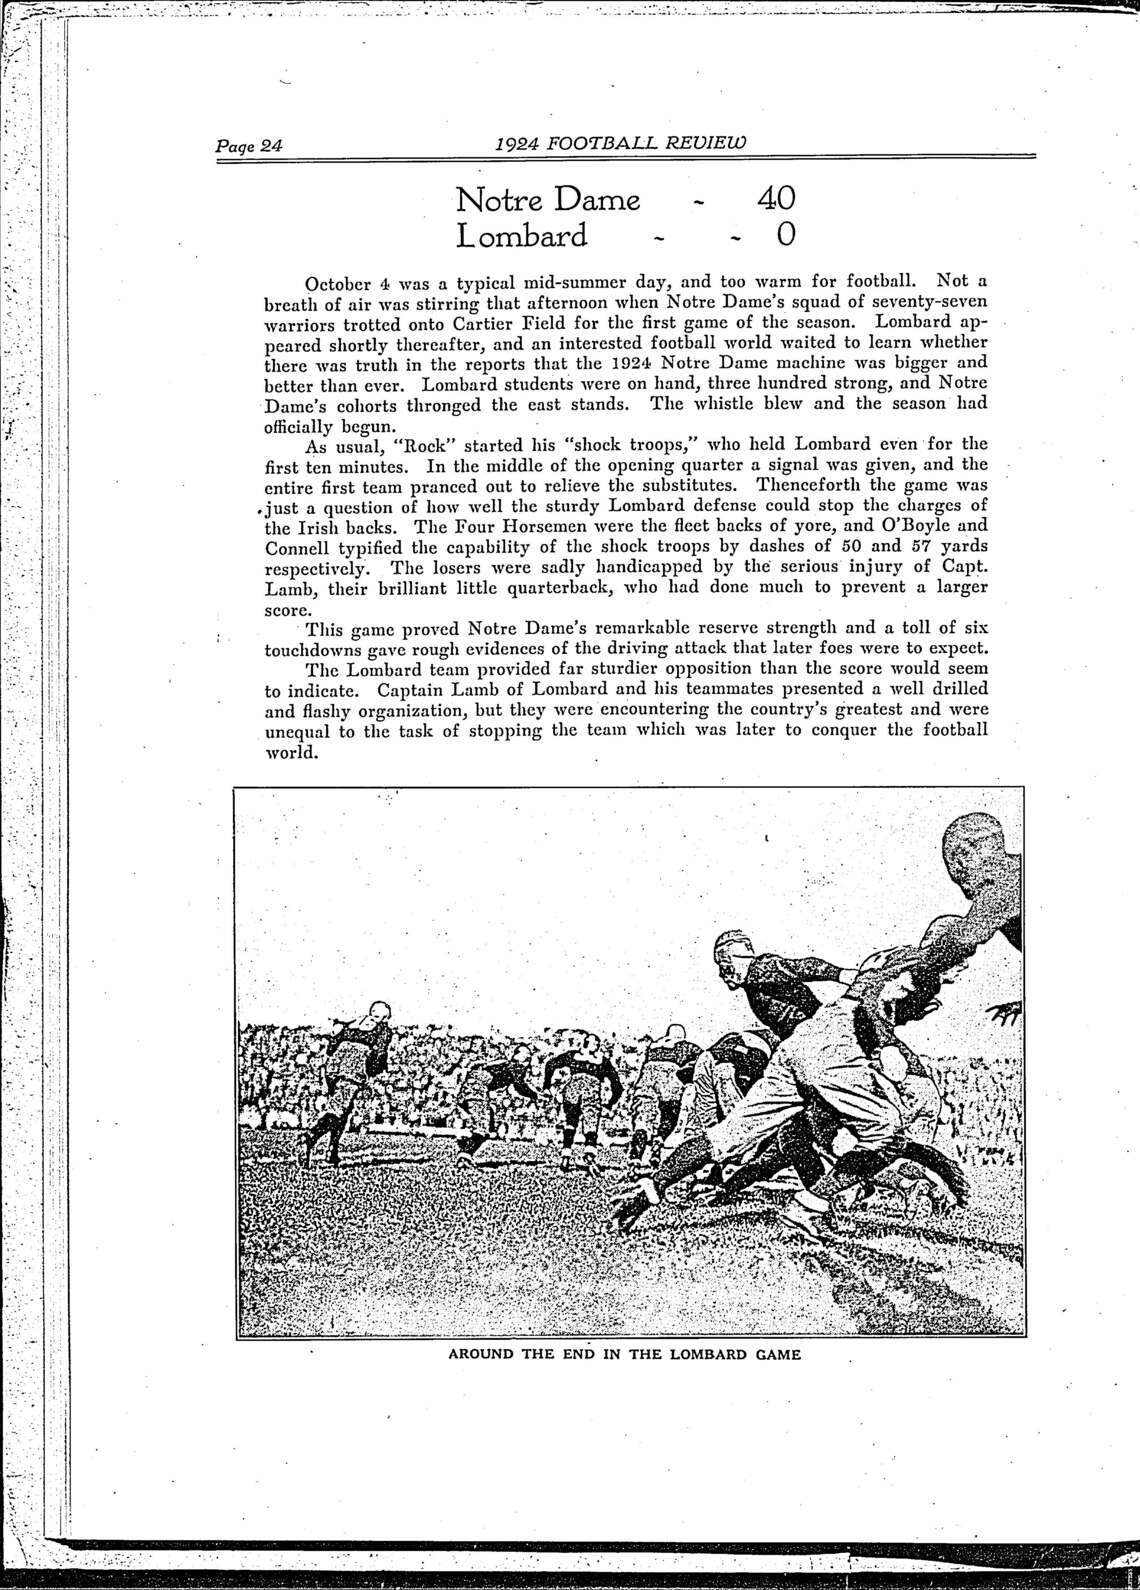 Page 24
1924 FOOTBALL REVIEW
Notre Dame ~ 40
Lombard ~ ~ 0
October 4 was a typical mid-summer day, and too warm for football. Not a
breath of air was stirring that afternoon when Notre Dame's squad of seventy-seven
warriors trotted onto Cartier Field for the first game of the season. Lombard ap-
peared shortly thereafter, and an interested football world waited to learn whether
there was truth in the reports that the 1924 Notre Dame machine was bigger and
better than ever. Lombard students were on hand, three hundred strong, and Notre
Dame's cohorts thronged the east stands. The whistle blew and the season had
officially begun.
As usual, "Rock" started his "shock troops," who held Lombard even for the
first ten minutes. In the middle of the opening quarter a signal was given, and the
entire first team pranced out to relieve the substitutes. Thenceforth the game was
just a question of how well the sturdy Lombard defense could stop the charges of
the Irish backs. The Four Horsemen were the fleet backs of yore, and O'Boyle and
Connell typified the capability of the shock troops by dashes of 50 and 57 yards
respectively. The losers were sadly handicapped by the serious injury of Capt.
Lamb, their brilliant little quarterback, who had done much to prevent a larger
score.
This game proved Notre Dame's remarkable reserve strength and a toll of six
touchdowns gave rough evidences of the driving attack that later foes were to expect.
The Lombard team provided far sturdier opposition than the score would seem
to indicate. Captain Lamb of Lombard and his teammates presented a well drilled
and flashy organization, but they were encountering the country's greatest and were
unequal to the task of stopping the team which was later to conquer the football
world.
AROUND THE END IN THE LOMBARD GAME